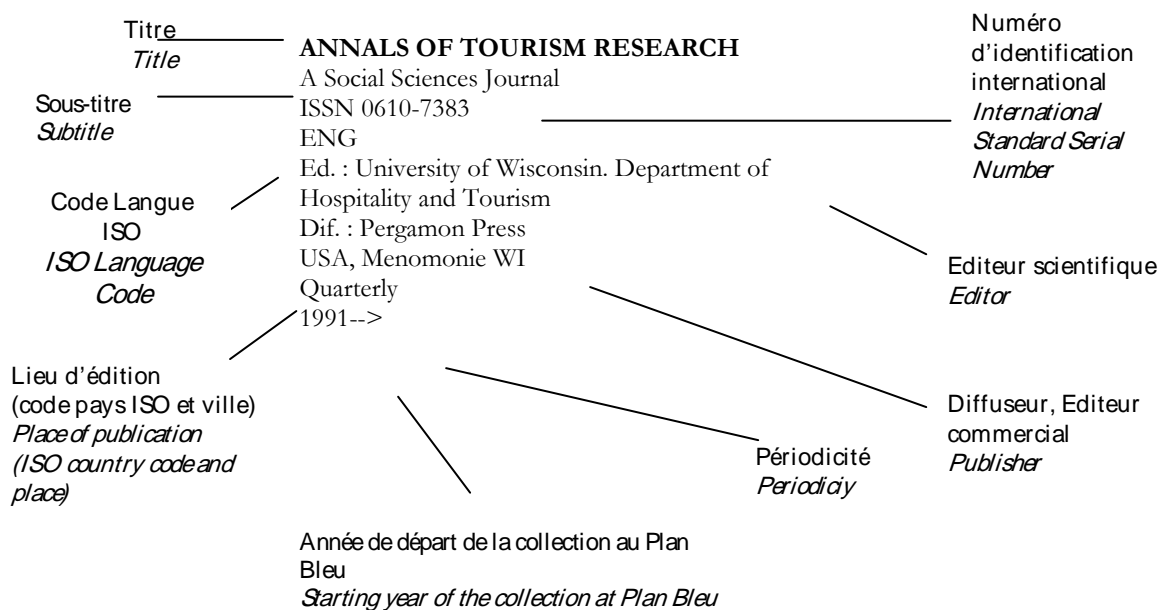 Titre
Title
Sous-titre
Subtitle
Code Langue
ISO
ISO Language
Code
Lieu d'édition
(code pays ISO et ville)
Place of publication
(ISO country code and
place)
ANNALS OF TOURISM RESEARCH
A Social Sciences Journal
ISSN 0610-7383
ENG
Ed. : University of Wisconsin. Department of
Hospitality and Tourism
Dif. : Pergamon Press
USA, Menomonie WI
Quarterly
1991-->
Numéro
d'identification
international
International
Standard Serial
Number
Editeur scientifique
Editor
Diffuseur, Editeur
commercial
Publisher
Périodicité
Periodiciy
Année de départ de la collection au Plan
Bleu
Starting year of the collection at Plan Bleu